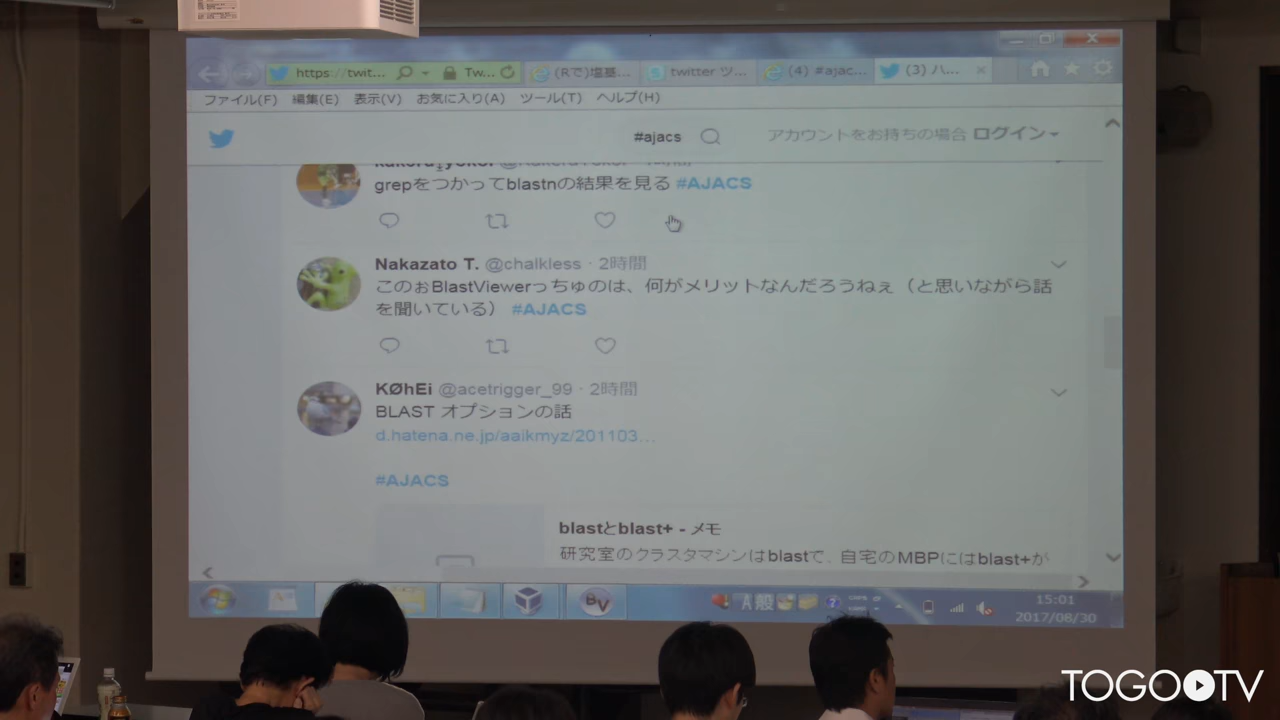 https://twit...
Tw...
(Rで)塩基...
twitter ツ...
(4) #ajac...
(3) ハ...
ファイル(F) 編集(E) 表示(V) お気に入り(A) ツール(T) ヘルプ(H)
#ajacs
アカウントをお持ちの場合 ログイン
grepをつかってblastnの結果を見る #AJACS
Nakazato T. @chalkless · 2時間
このぉBlastViewerっちゅのは、何がメリットなんだろうねぇ（と思いながら話
を聞いている） #AJACS
KØhEi @acetrigger_99 · 2時間
BLAST オプションの話
d.hatena.ne.jp/aaikmyz/201103...
#AJACS
blastとblast+ - メモ
研究室のクラスタマシンはblastで、自宅のMBPにはblast+が
BV
A 般
15:01
2017/08/30
TOGOTV